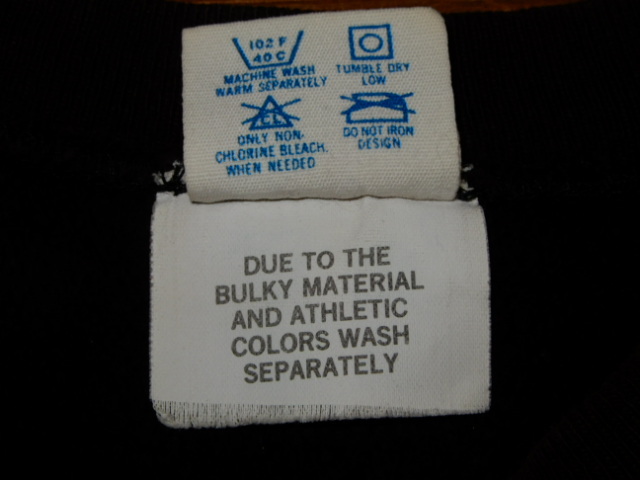 102 F
40 C
MACHINE WASH
WARM SEPARATELY
TUMBLE DRY
LOW
CL
ONLY NON-
CHLORINE BLEACH.
WHEN NEEDED
DO NOT IRON
DESIGN
DUE TO THE
BULKY MATERIAL
AND ATHLETIC
COLORS WASH
SEPARATELY